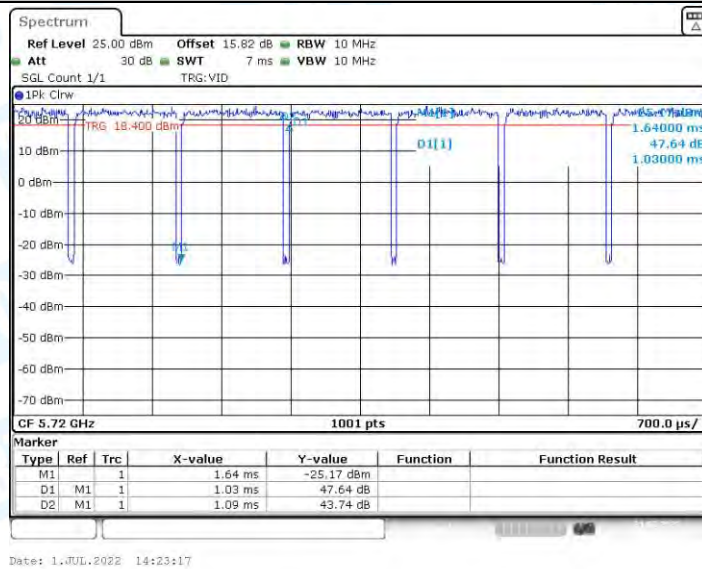 Spectrum
Ref Level 25.00 dBm Offset 15.82 dB RBW 10 MHz
Att 30 dB SWT 7 ms VBW 10 MHz
SGL Count 1/1 TRG:VID
1Pk Clrw
20 dBm
TRG 18.400 dBm
1.64000 ms
10 dBm
D1[1] 47.64 dB
1.03000 ms
0 dBm
-10 dBm
-20 dBm
-30 dBm
-40 dBm
-50 dBm
-60 dBm
-70 dBm
CF 5.72 GHz 1001 pts 700.0 µs/
Marker
Type Ref Trc X-value Y-value Function Function Result
M1 1 1.64 ms -25.17 dBm
D1 M1 1 1.03 ms 47.64 dB
D2 M1 1 1.09 ms 43.74 dB
Date: 1.JUL.2022 14:23:17